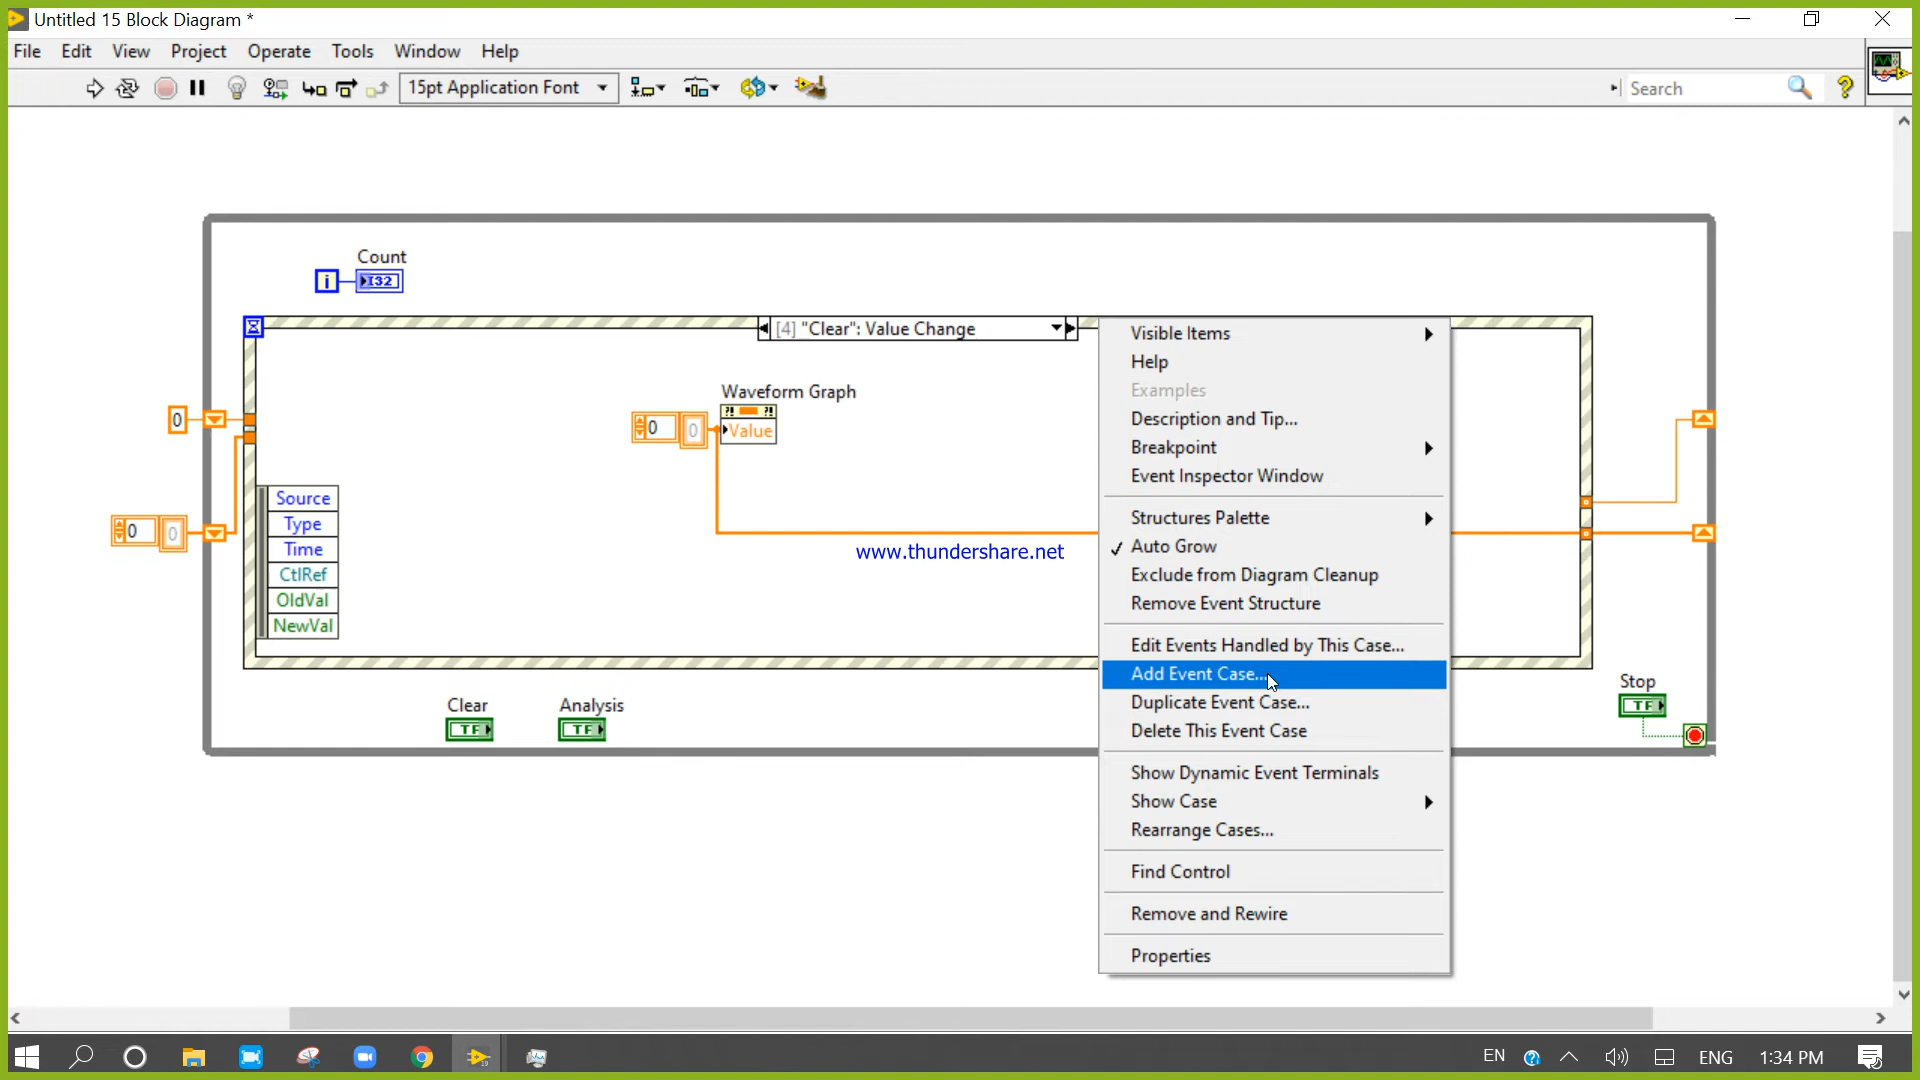 Untitled 15 Block Diagram *
File Edit View Project Operate Tools Window Help
15pt Application Font
Search
Count
i
I32
[4] "Clear": Value Change
Waveform Graph
?! ?!
0
0 0
Value
Source
Type
Time
CtlRef
OldVal
NewVal
0 0
www.thundershare.net
Clear
TF
Analysis
TF
Stop
TF
Visible Items
Help
Examples
Description and Tip...
Breakpoint
Event Inspector Window
Structures Palette
Auto Grow
Exclude from Diagram Cleanup
Remove Event Structure
Edit Events Handled by This Case...
Add Event Case...
Duplicate Event Case...
Delete This Event Case
Show Dynamic Event Terminals
Show Case
Rearrange Cases...
Find Control
Remove and Rewire
Properties
EN
ENG
1:34 PM